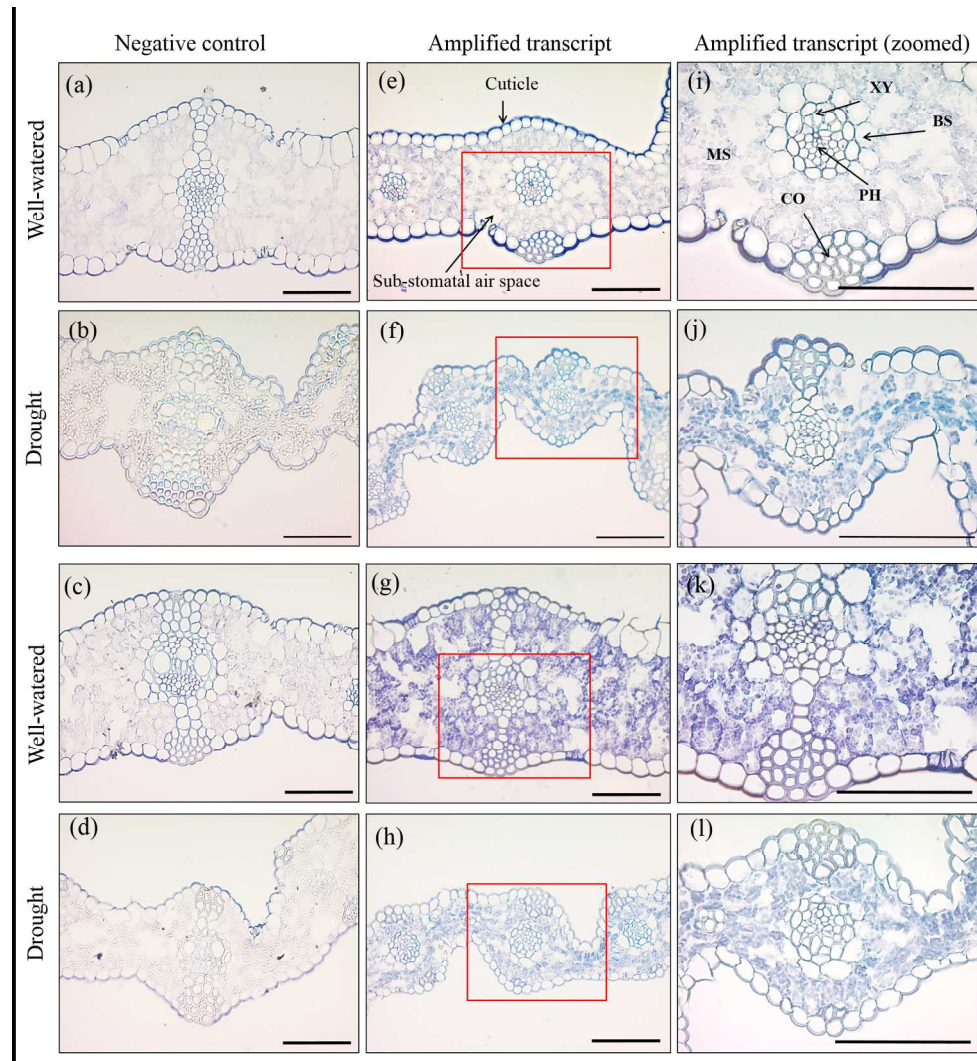 Negative control
Amplified transcript
Amplified transcript (zoomed)
Well-watered
(a)
(e)
Cuticle
Sub-stomatal air space
(i)
XY
BS
MS
PH
CO
Drought
(b)
(f)
(j)
Well-watered
(c)
(g)
(k)
Drought
(d)
(h)
(l)